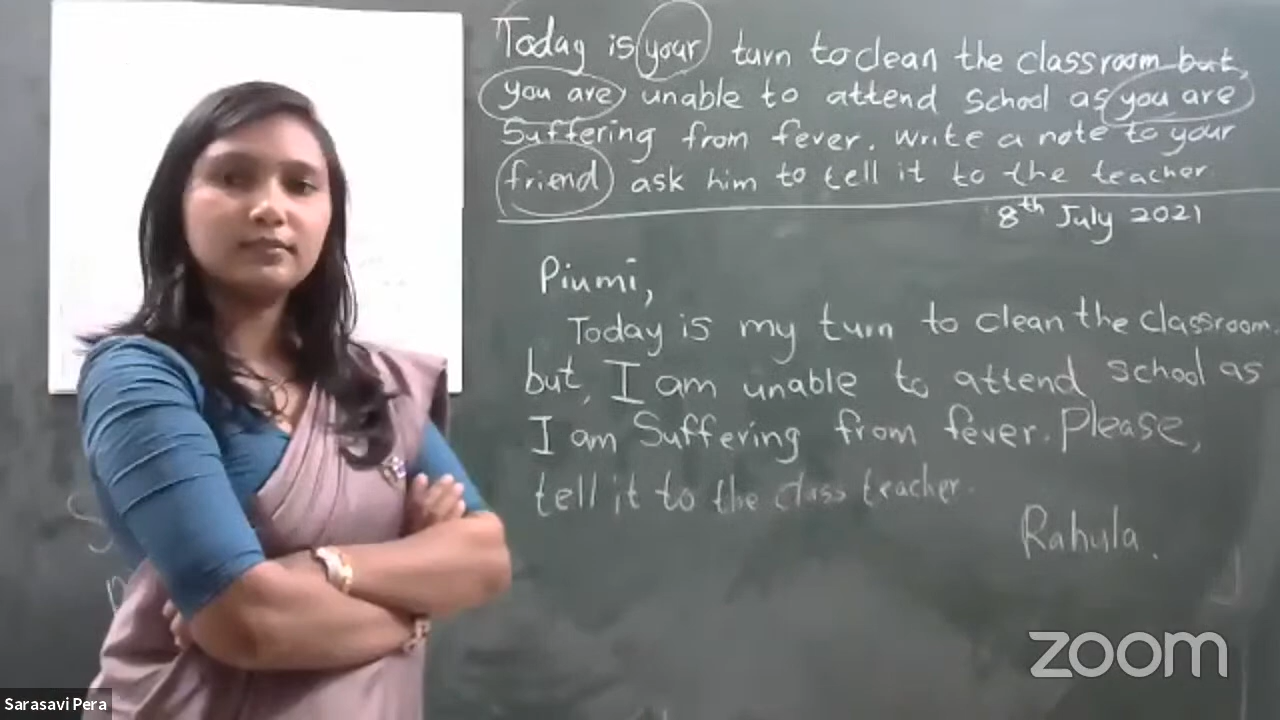 Today is your turn to clean the classroom but,
you are unable to attend school as you are
Suffering from fever. Write a note to your
friend ask him to tell it to the teacher
8th July 2021
Piumi,
Today is my turn to clean the classroom
but, I am unable to attend school as
I am Suffering from fever. Please,
tell it to the class teacher.
Rahula.
zoom
Sarasavi Pera